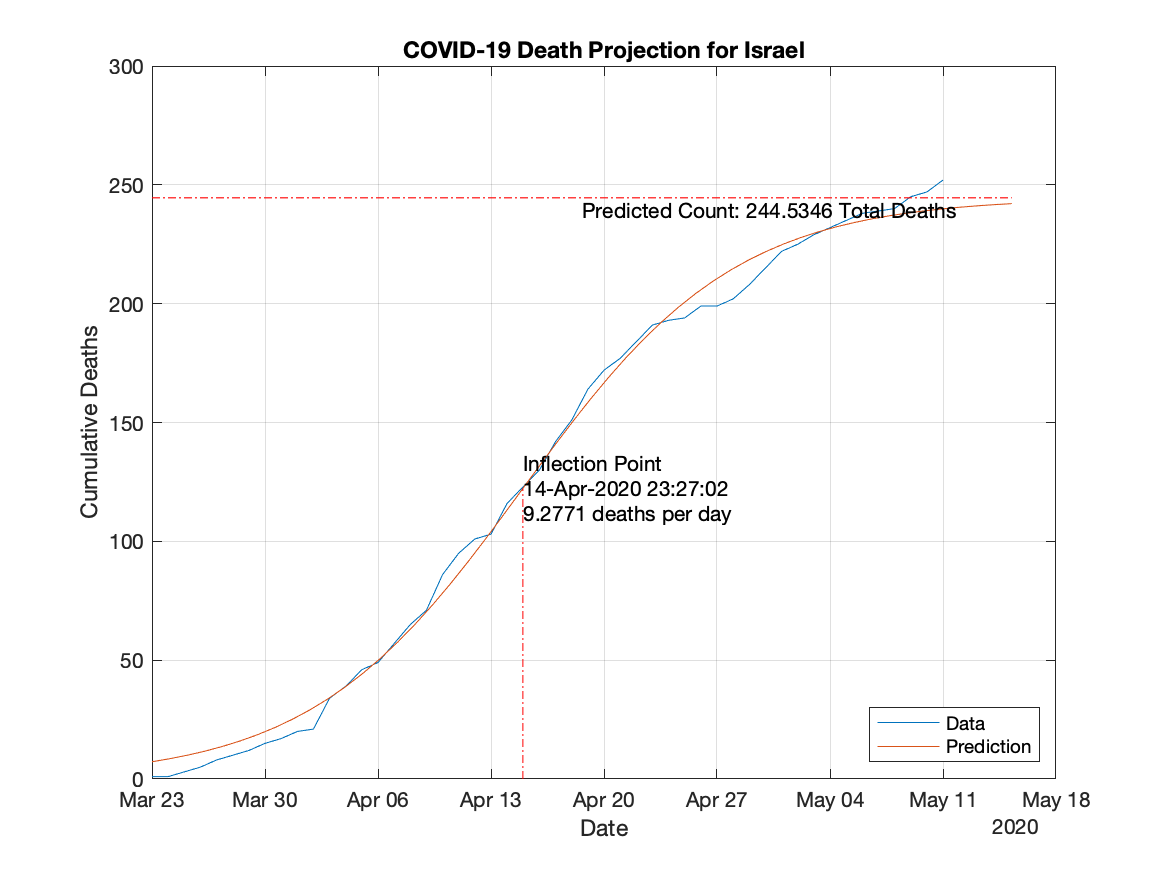 COVID-19 Death Projection for Israel
300
250
Predicted Count: 244.5346 Total Deaths
200
150
Cumulative Deaths
Inflection Point
14-Apr-2020 23:27:02
9.2771 deaths per day
100
50
0
Data
Prediction
Mar 23 Mar 30 Apr 06 Apr 13 Apr 20 Apr 27 May 04 May 11 May 18
Date
2020